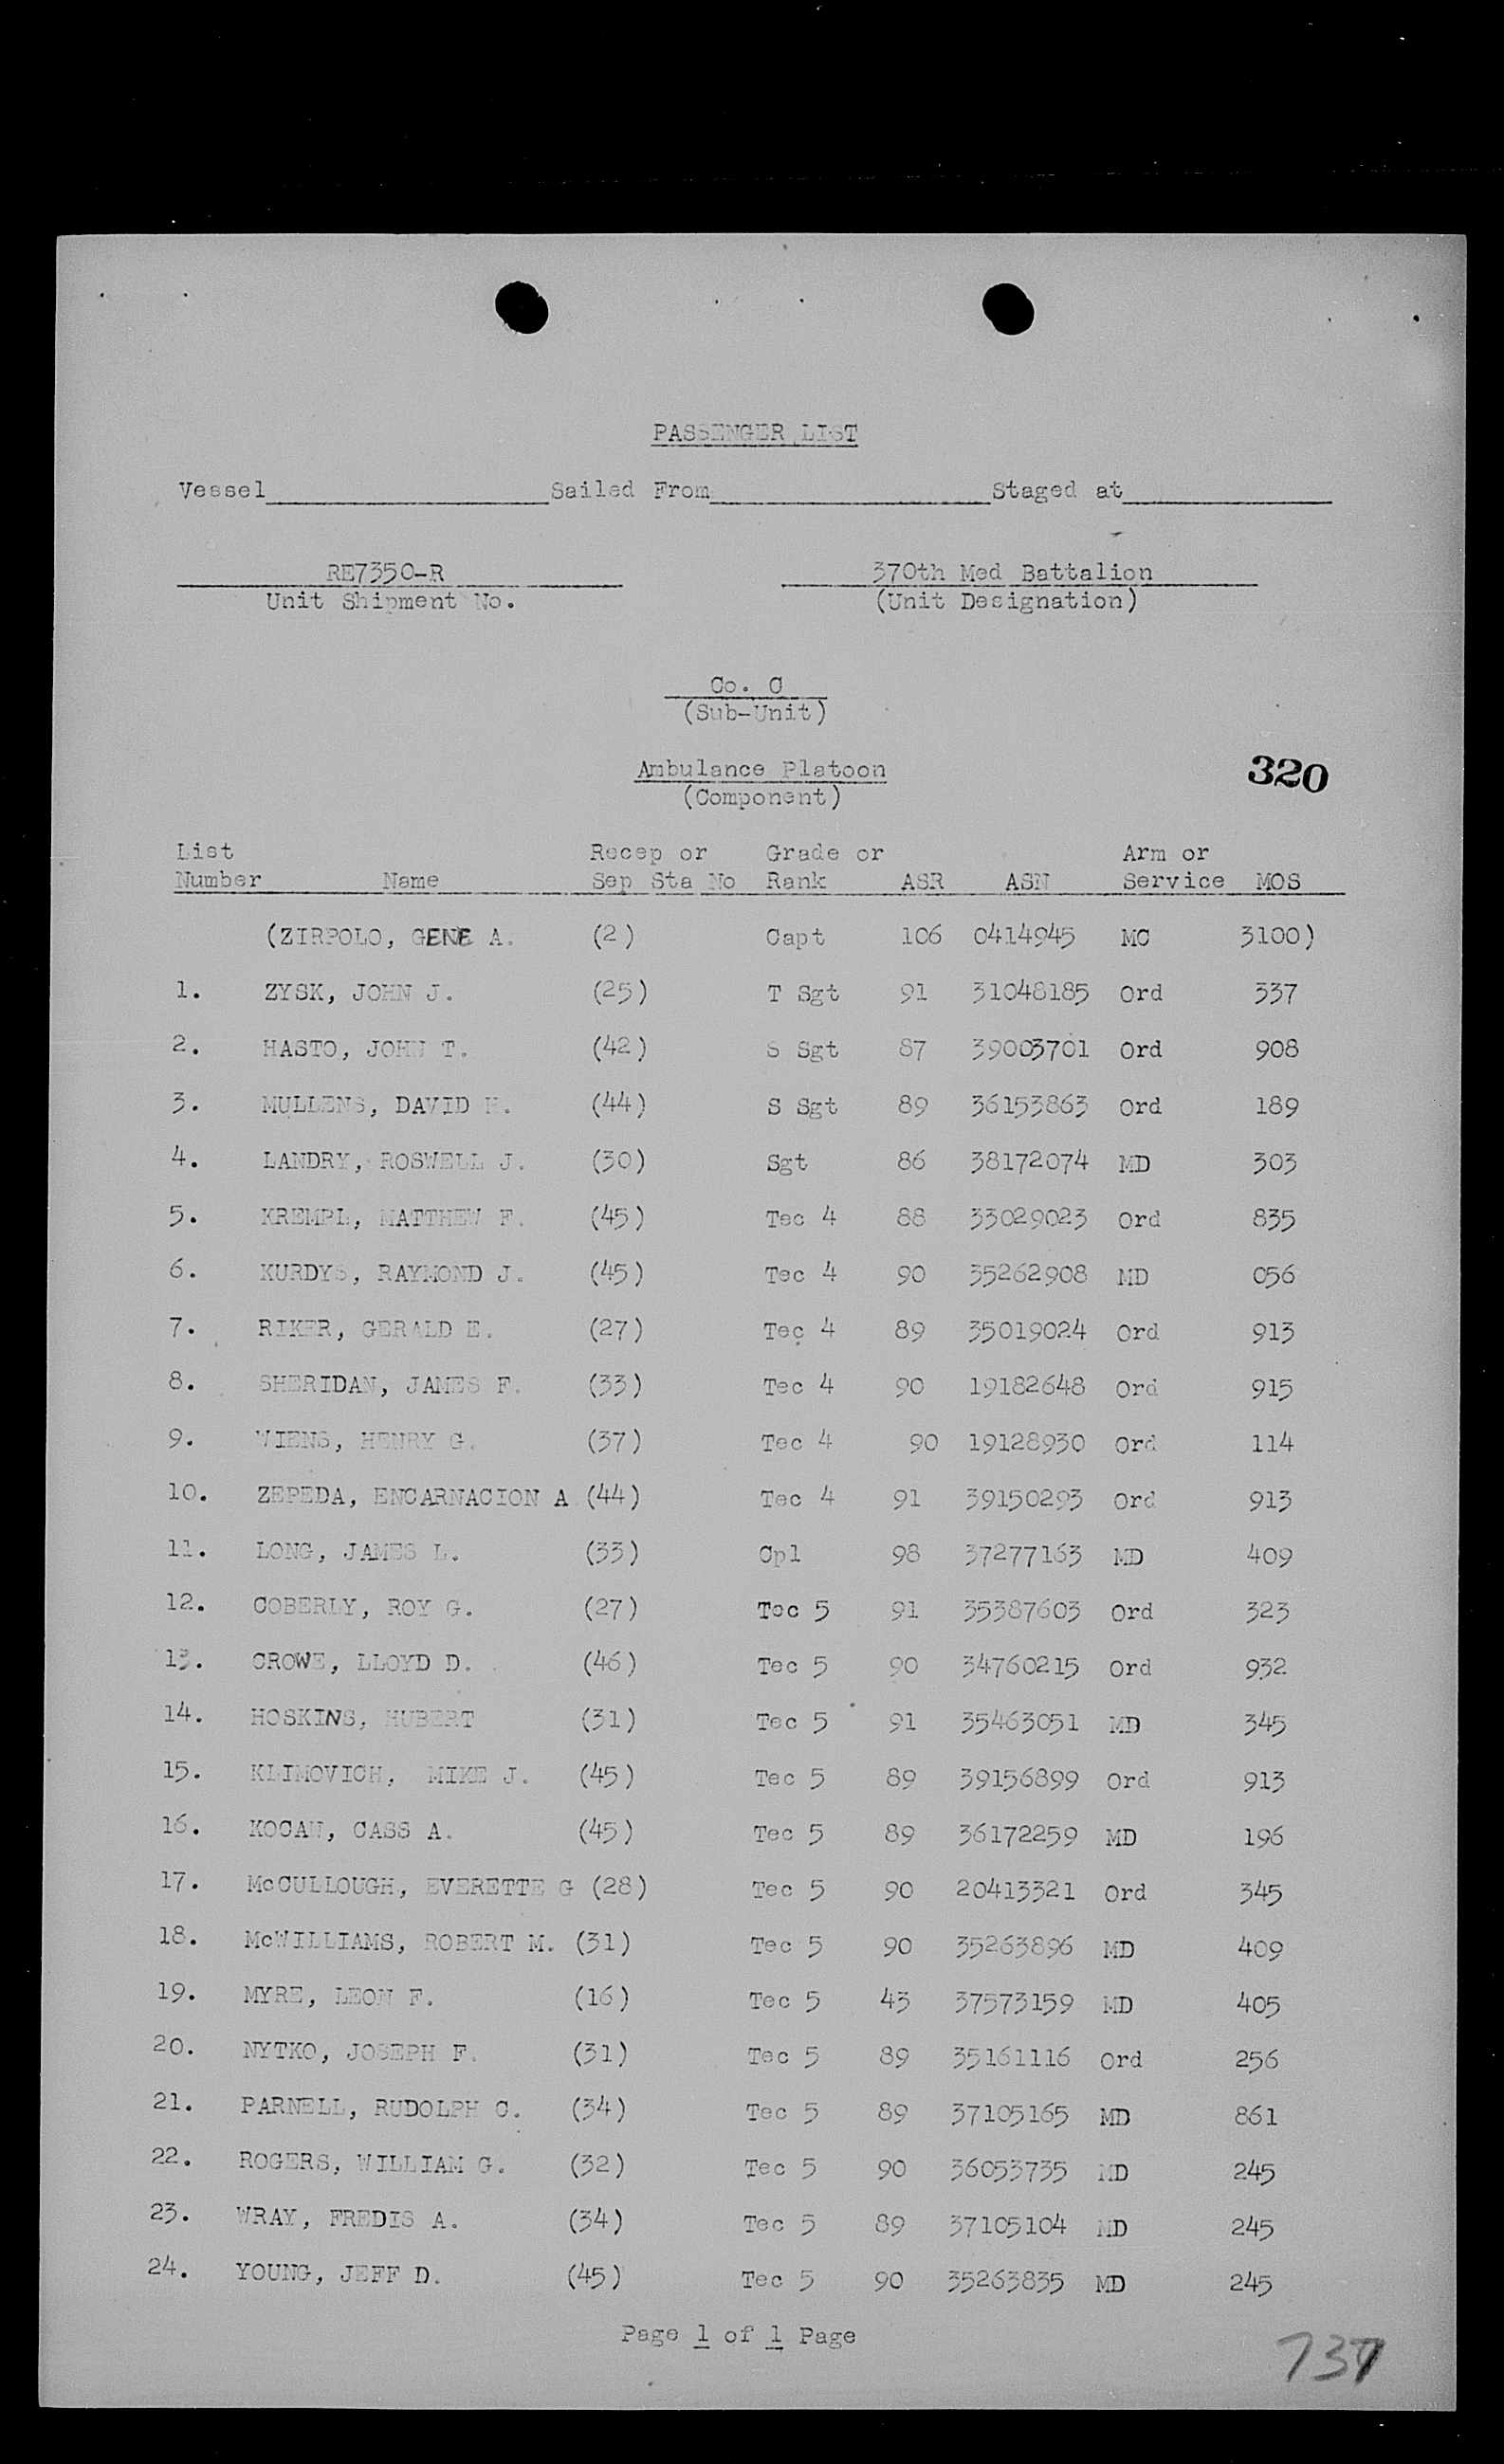 PASSENGER LIST
Vessel Sailed From Staged at
RE7350-R 370th Med Battalion
Unit Shipment No. (Unit Designation)
Co. C
(Sub-Unit)
Ambulance Platoon 320
(Component)
List Recep or Grade or Arm or
Number Name Sep Sta No Rank ASR ASN Service MOS
(ZIRPOLO, GENE A. (2) Capt 106 0414945 MC 3100)
1. ZYSK, JOHN J. (25) T Sgt 91 31048185 Ord 337
2. HASTO, JOHN T. (42) S Sgt 87 39003701 Ord 908
3. MULLENS, DAVID H. (44) S Sgt 89 36153863 Ord 189
4. LANDRY, ROSWELL J. (30) Sgt 86 38172074 MD 303
5. KREMPL, MATTHEW F. (45) Tec 4 88 33029023 Ord 835
6. KURDYS, RAYMOND J. (45) Tec 4 90 35262908 MD 056
7. RIKER, GERALD E. (27) Tec 4 89 35019024 Ord 913
8. SHERIDAN, JAMES F. (33) Tec 4 90 19182648 Ord 915
9. WIENS, HENRY G. (37) Tec 4 90 19128930 Ord 114
10. ZEPEDA, ENCARNACION A (44) Tec 4 91 39150293 Ord 913
11. LONG, JAMES L. (33) Cpl 98 37277163 MD 409
12. COBERLY, ROY G. (27) Tec 5 91 35387603 Ord 323
13. CROWE, LLOYD D. (46) Tec 5 90 34760215 Ord 932
14. HOSKINS, HUBERT (31) Tec 5 91 35463051 MD 345
15. KLIMOVICH, MIKE J. (45) Tec 5 89 39156899 Ord 913
16. KOCAN, CASS A. (45) Tec 5 89 36172259 MD 196
17. McCULLOUGH, EVERETTE G (28) Tec 5 90 20413321 Ord 345
18. McWILLIAMS, ROBERT M. (31) Tec 5 90 35263896 MD 409
19. MYRE, LEON F. (16) Tec 5 43 37573159 MD 405
20. NYTKO, JOSEPH F. (31) Tec 5 89 35161116 Ord 256
21. PARNELL, RUDOLPH C. (34) Tec 5 89 37105165 MD 861
22. ROGERS, WILLIAM G. (32) Tec 5 90 36053735 MD 245
23. WRAY, FREDIS A. (34) Tec 5 89 37105104 MD 245
24. YOUNG, JEFF D. (45) Tec 5 90 35263835 MD 245
Page 1 of 1 Page